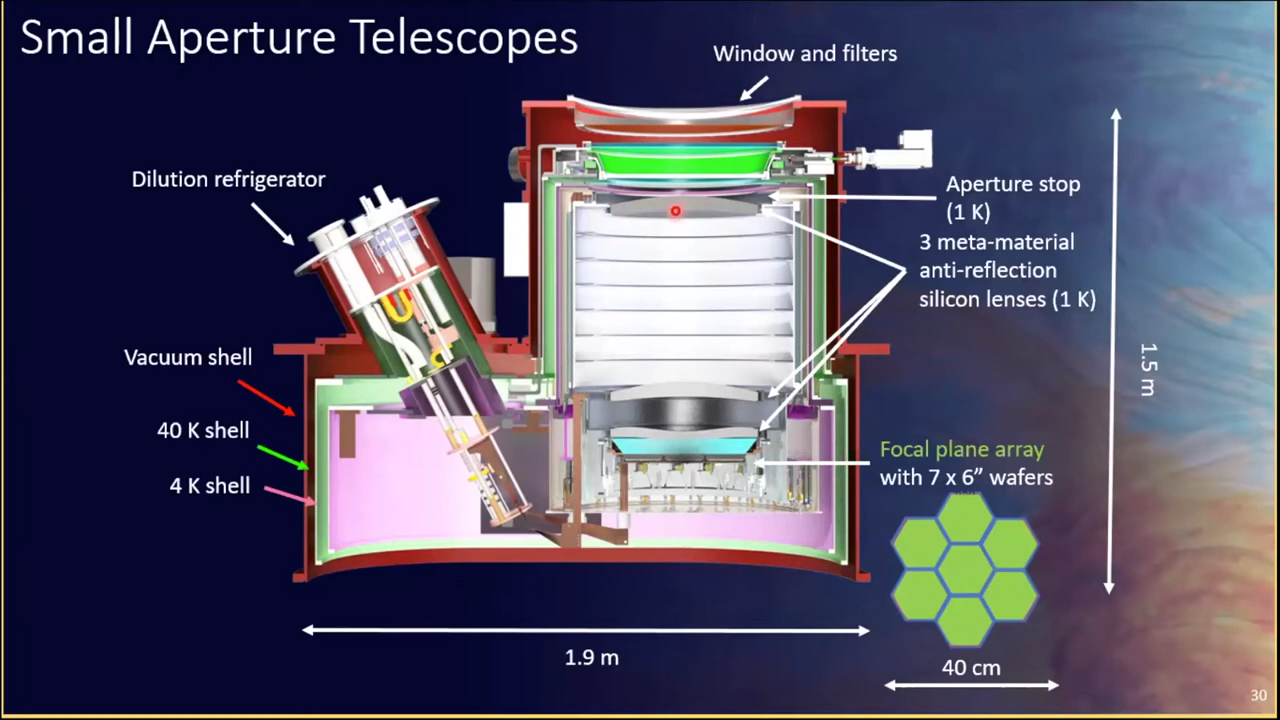 Small Aperture Telescopes
Window and filters
Dilution refrigerator
Aperture stop
(1 K)
3 meta-material
anti-reflection
silicon lenses (1 K)
Vacuum shell
1.5 m
40 K shell
4 K shell
Focal plane array
with 7 x 6” wafers
1.9 m
40 cm
30